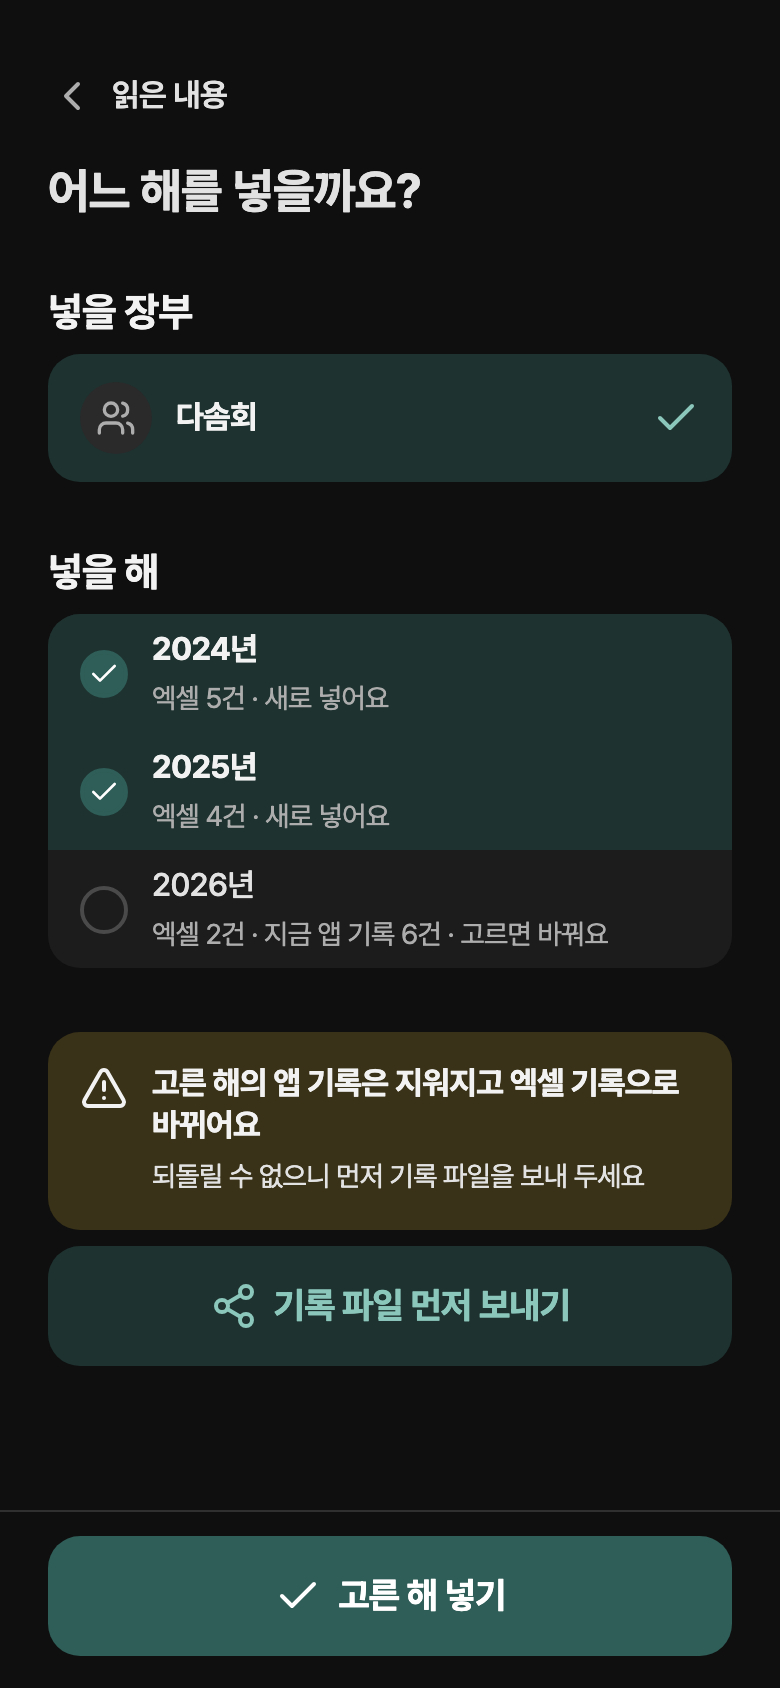 읽은 내용
어느 해를 넣을까요?
넣을 장부
다솜회
넣을 해
2024년
엑셀 5건 · 새로 넣어요
2025년
엑셀 4건 · 새로 넣어요
2026년
엑셀 2건 · 지금 앱 기록 6건 · 고르면 바꿔요
고른 해의 앱 기록은 지워지고 엑셀 기록으로
바뀌어요
되돌릴 수 없으니 먼저 기록 파일을 보내 두세요
기록 파일 먼저 보내기
고른 해 넣기